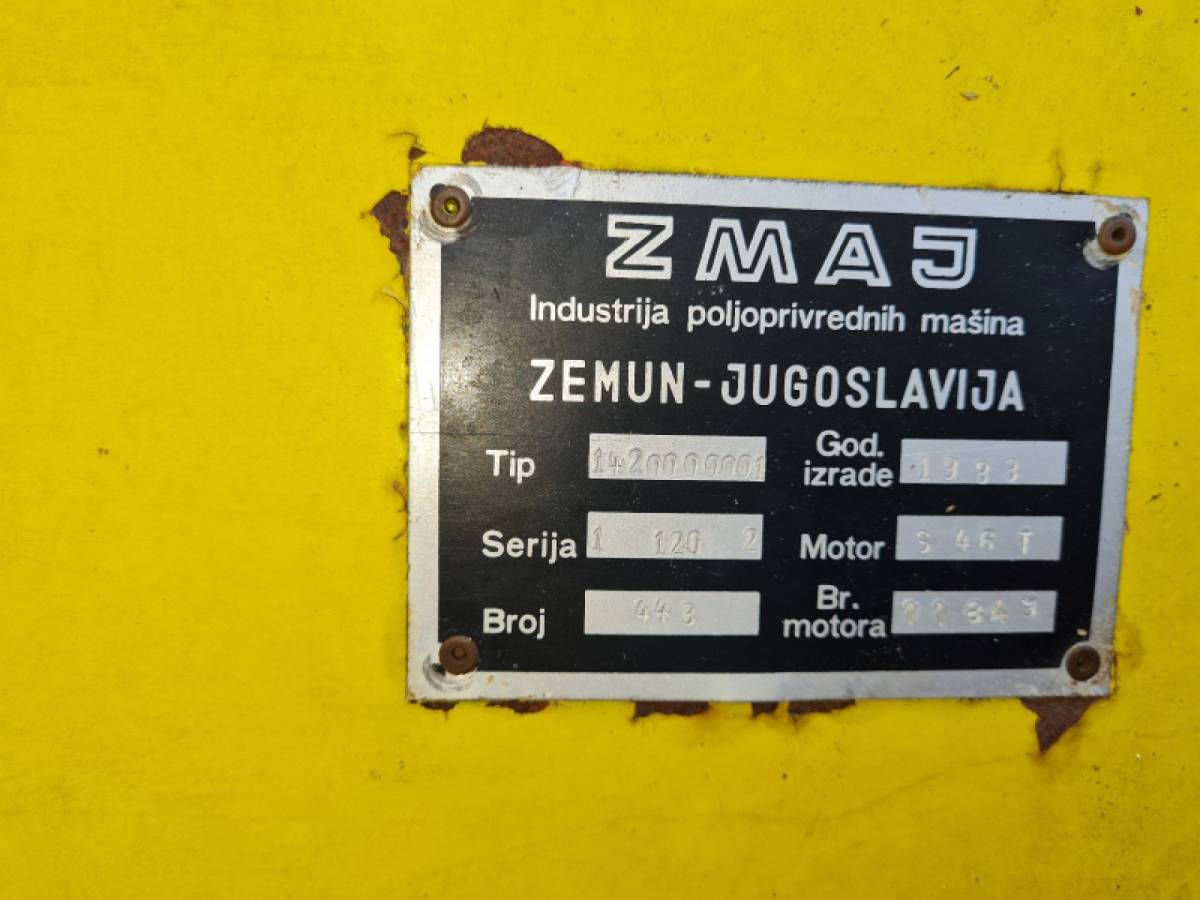 ZMAJ
Industrija poljoprivrednih mašina
ZEMUN-JUGOSLAVIJA
Tip 1420000001
God. izrade 1983
Serija 1 120 2
Motor S 46 T
Broj 443
Br. motora